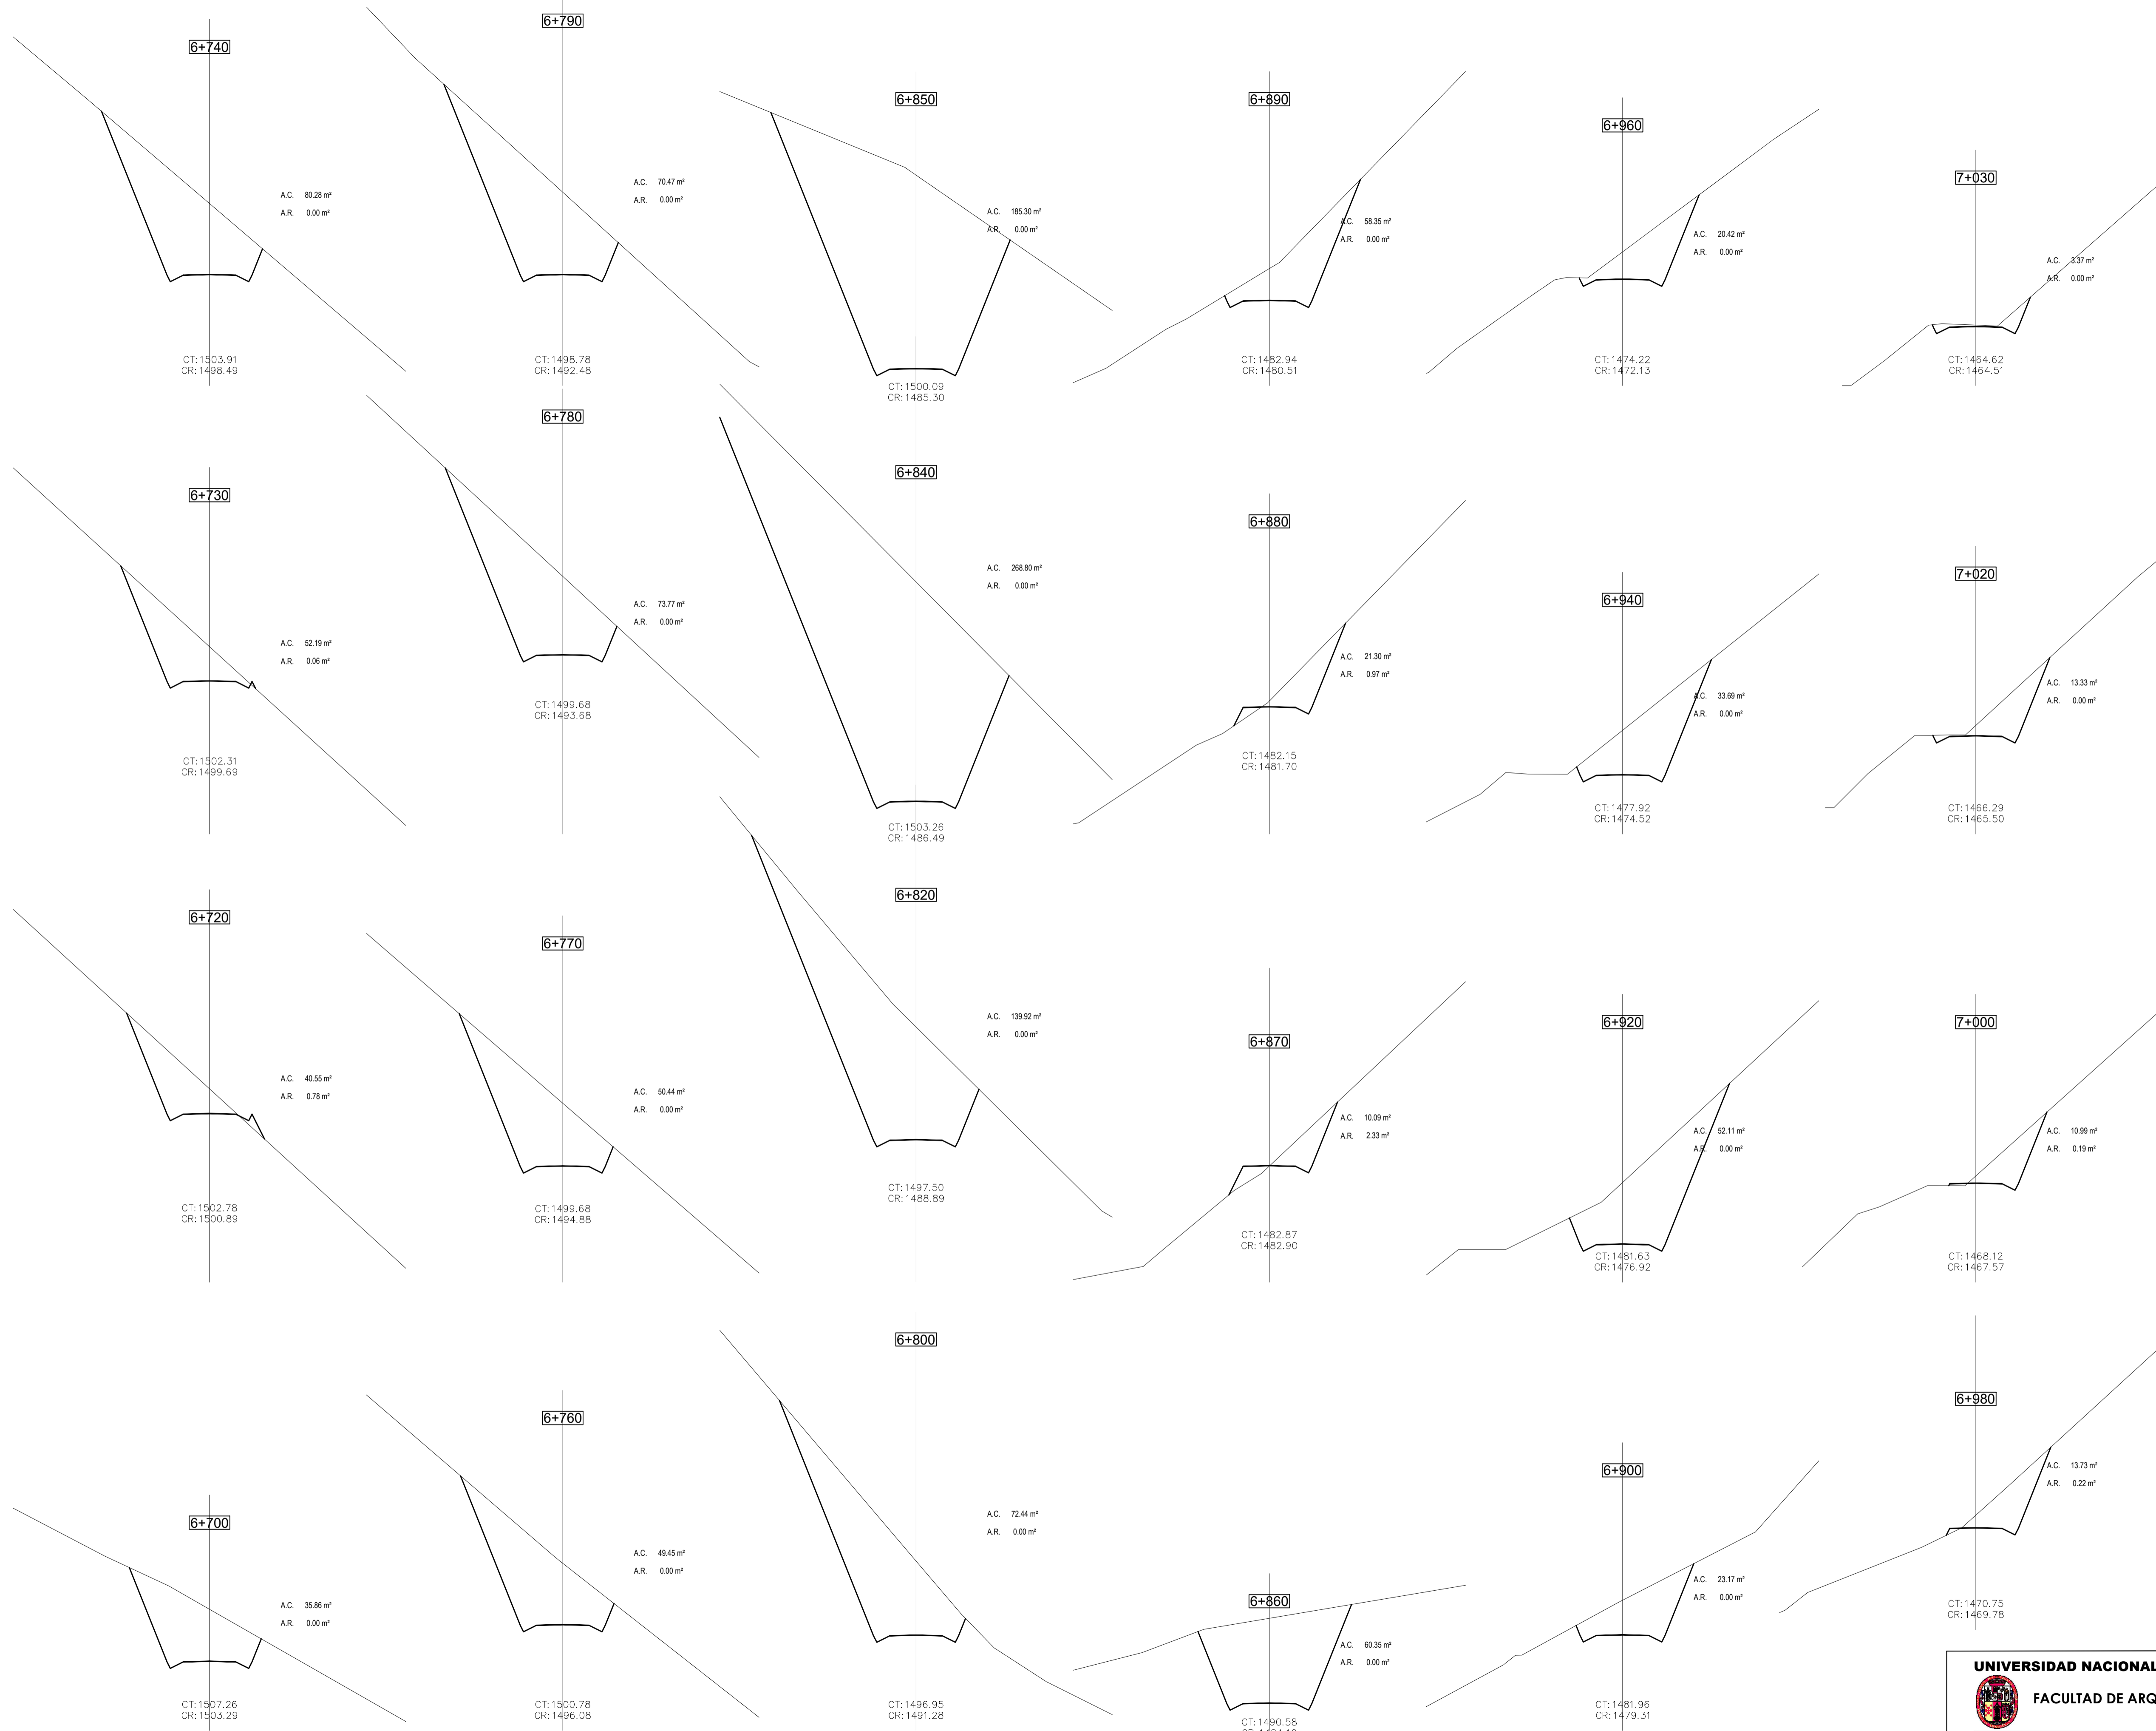 6+740
A.C. 80.28 m²
A.R. 0.00 m²
CT:1503.91
CR:1498.49
6+790
A.C. 70.47 m²
A.R. 0.00 m²
CT:1498.78
CR:1492.48
6+850
A.C. 185.30 m²
A.R. 0.00 m²
CT:1500.09
CR:1485.30
6+890
A.C. 58.35 m²
A.R. 0.00 m²
CT:1482.94
CR:1480.51
6+960
A.C. 20.42 m²
A.R. 0.00 m²
CT:1474.22
CR:1472.13
7+030
A.C. 3.37 m²
A.R. 0.00 m²
CT:1464.62
CR:1464.51
6+730
A.C. 52.19 m²
A.R. 0.06 m²
CT:1502.31
CR:1499.69
6+780
A.C. 73.77 m²
A.R. 0.00 m²
CT:1499.68
CR:1493.68
6+840
A.C. 268.80 m²
A.R. 0.00 m²
CT:1503.26
CR:1486.49
6+880
A.C. 21.30 m²
A.R. 0.97 m²
CT:1482.15
CR:1481.70
6+940
A.C. 33.69 m²
A.R. 0.00 m²
CT:1477.92
CR:1474.52
7+020
A.C. 13.33 m²
A.R. 0.00 m²
CT:1466.29
CR:1465.50
6+720
A.C. 40.55 m²
A.R. 0.78 m²
CT:1502.78
CR:1500.89
6+770
A.C. 50.44 m²
A.R. 0.00 m²
CT:1499.68
CR:1494.88
6+820
A.C. 139.92 m²
A.R. 0.00 m²
CT:1497.50
CR:1488.89
6+870
A.C. 10.09 m²
A.R. 2.33 m²
CT:1482.87
CR:1482.90
6+920
A.C. 52.11 m²
A.R. 0.00 m²
CT:1481.63
CR:1476.92
7+000
A.C. 10.99 m²
A.R. 0.19 m²
CT:1468.12
CR:1467.57
6+700
A.C. 35.86 m²
A.R. 0.00 m²
CT:1507.26
CR:1503.29
6+760
A.C. 49.45 m²
A.R. 0.00 m²
CT:1500.78
CR:1496.08
6+800
A.C. 72.44 m²
A.R. 0.00 m²
CT:1496.95
CR:1491.28
6+860
A.C. 60.35 m²
A.R. 0.00 m²
CT:1490.58
6+900
A.C. 23.17 m²
A.R. 0.00 m²
CT:1481.96
CR:1479.31
6+980
A.C. 13.73 m²
A.R. 0.22 m²
CT:1470.75
CR:1469.78
UNIVERSIDAD NACIONAL
FACULTAD DE ARQ